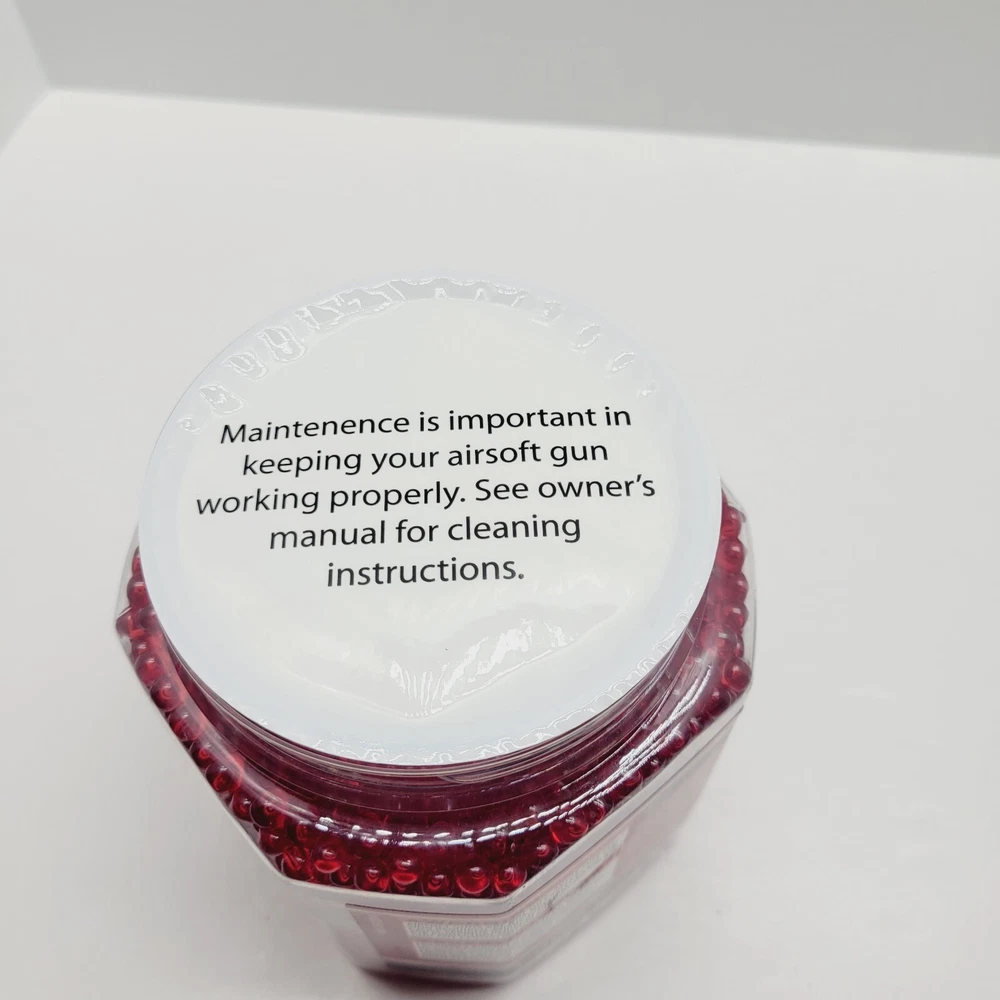 Maintenence is important in
keeping your airsoft gun
working properly. See owner's
manual for cleaning
instructions.